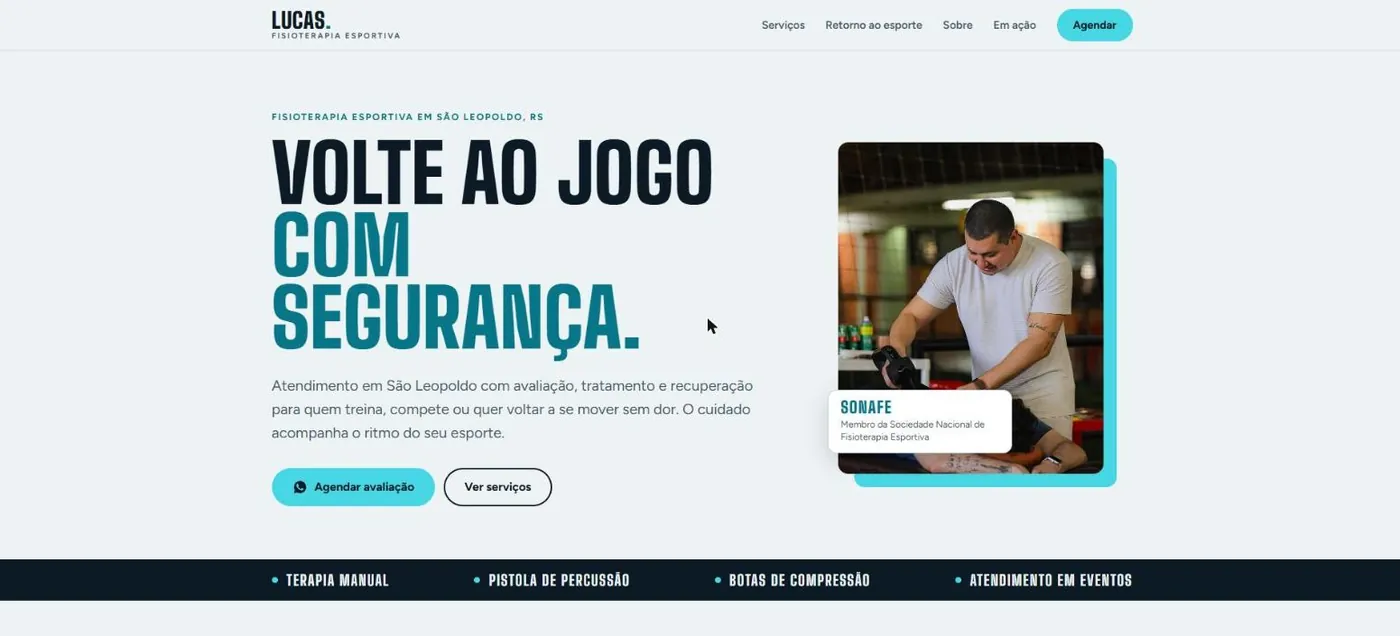 LUCAS.
FISIOTERAPIA ESPORTIVA
Serviços
Retorno ao esporte
Sobre
Em ação
Agendar
FISIOTERAPIA ESPORTIVA EM SÃO LEOPOLDO, RS
VOLTE AO JOGO
COM
SEGURANÇA.
Atendimento em São Leopoldo com avaliação, tratamento e recuperação
para quem treina, compete ou quer voltar a se mover sem dor. O cuidado
acompanha o ritmo do seu esporte.
Agendar avaliação
Ver serviços
SONAFE
Membro da Sociedade Nacional de
Fisioterapia Esportiva
TERAPIA MANUAL
PISTOLA DE PERCUSSÃO
BOTAS DE COMPRESSÃO
ATENDIMENTO EM EVENTOS